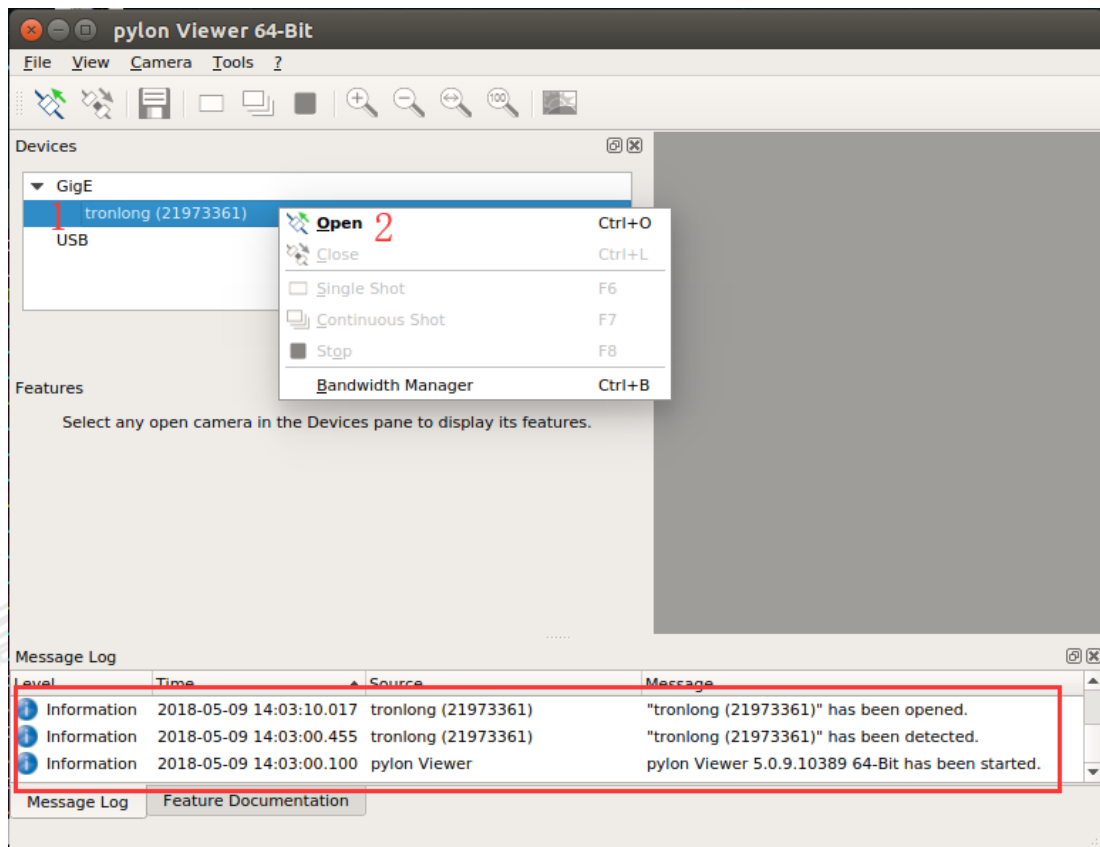 pylon Viewer 64-Bit
File View Camera Tools ?
100
Devices
GigE
1 tronlong (21973361)
USB
Open 2 Ctrl+O
Close Ctrl+L
Single Shot F6
Continuous Shot F7
Stop F8
Bandwidth Manager Ctrl+B
Features
Select any open camera in the Devices pane to display its features.
Message Log
Level Time Source Message
Information 2018-05-09 14:03:10.017 tronlong (21973361) "tronlong (21973361)" has been opened.
Information 2018-05-09 14:03:00.455 tronlong (21973361) "tronlong (21973361)" has been detected.
Information 2018-05-09 14:03:00.100 pylon Viewer pylon Viewer 5.0.9.10389 64-Bit has been started.
Message Log Feature Documentation